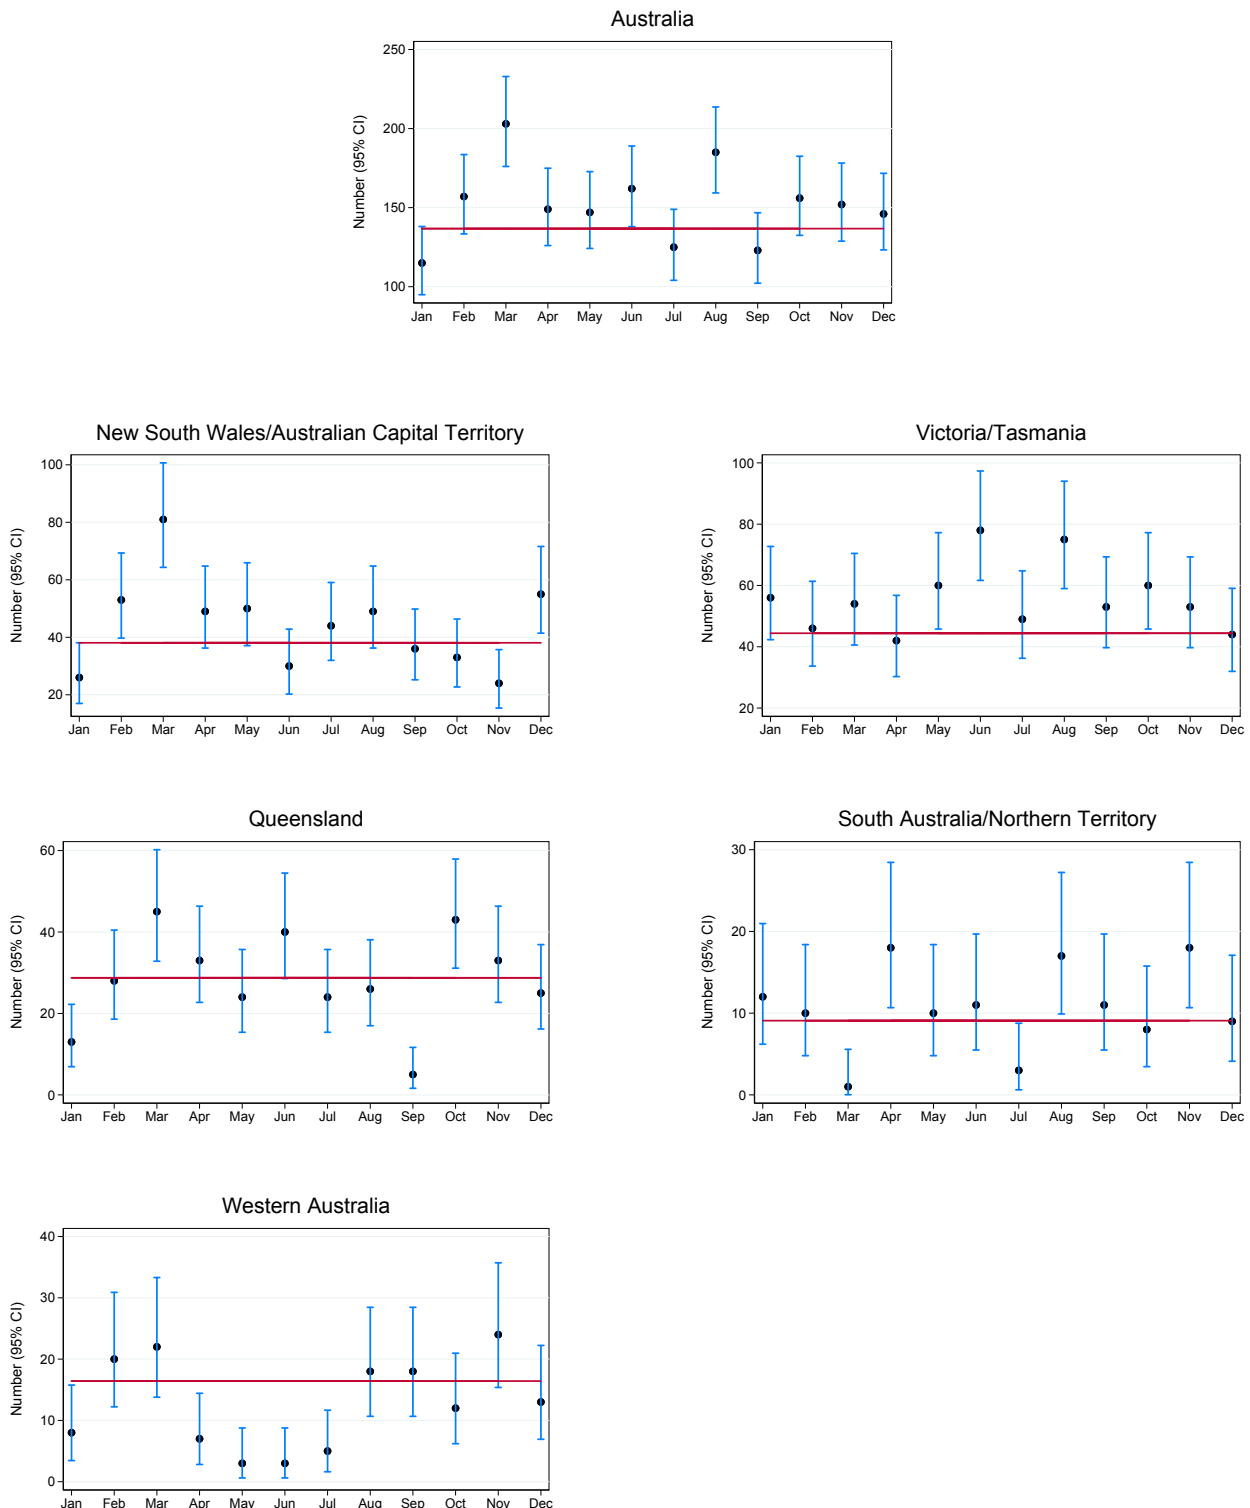 Australia
Number (95% CI)
250
200
150
100
Jan Feb Mar Apr May Jun Jul Aug Sep Oct Nov Dec
New South Wales/Australian Capital Territory
Number (95% CI)
100
80
60
40
20
Jan Feb Mar Apr May Jun Jul Aug Sep Oct Nov Dec
Victoria/Tasmania
Number (95% CI)
100
80
60
40
20
Jan Feb Mar Apr May Jun Jul Aug Sep Oct Nov Dec
Queensland
Number (95% CI)
60
40
20
0
Jan Feb Mar Apr May Jun Jul Aug Sep Oct Nov Dec
South Australia/Northern Territory
Number (95% CI)
30
20
10
0
Jan Feb Mar Apr May Jun Jul Aug Sep Oct Nov Dec
Western Australia
Number (95% CI)
40
30
20
10
0
Jan Feb Mar Apr May Jun Jul Aug Sep Oct Nov Dec